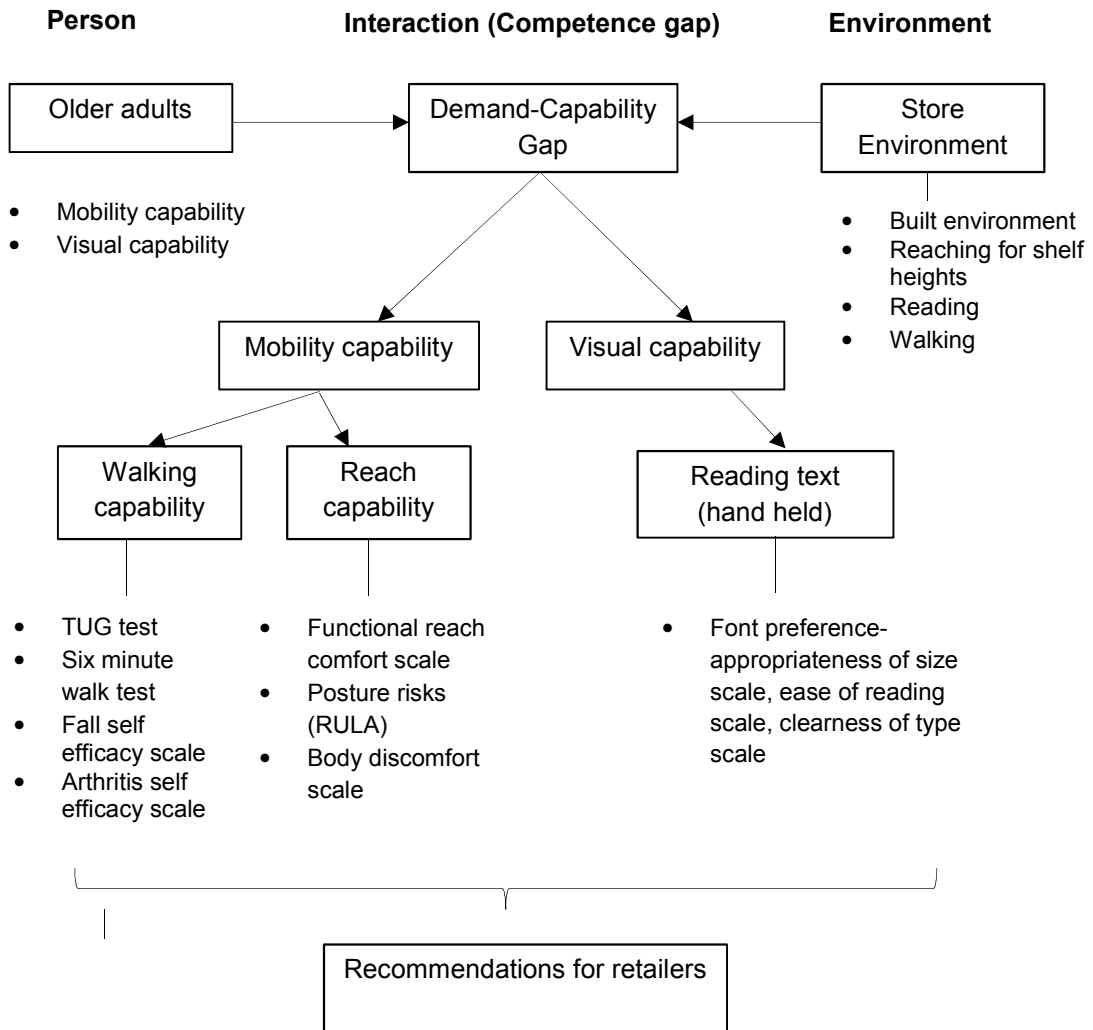 Person
Interaction (Competence gap)
Environment
Older adults
Demand-Capability
Gap
Store
Environment
• Mobility capability
• Visual capability
• Built environment
• Reaching for shelf
heights
• Reading
• Walking
Mobility capability
Visual capability
Walking
capability
Reach
capability
Reading text
(hand held)
• TUG test
• Six minute
walk test
• Fall self
efficacy scale
• Arthritis self
efficacy scale
• Functional reach
comfort scale
• Posture risks
(RULA)
• Body discomfort
scale
• Font preference-
appropriateness of size
scale, ease of reading
scale, clearness of type
scale
Recommendations for retailers